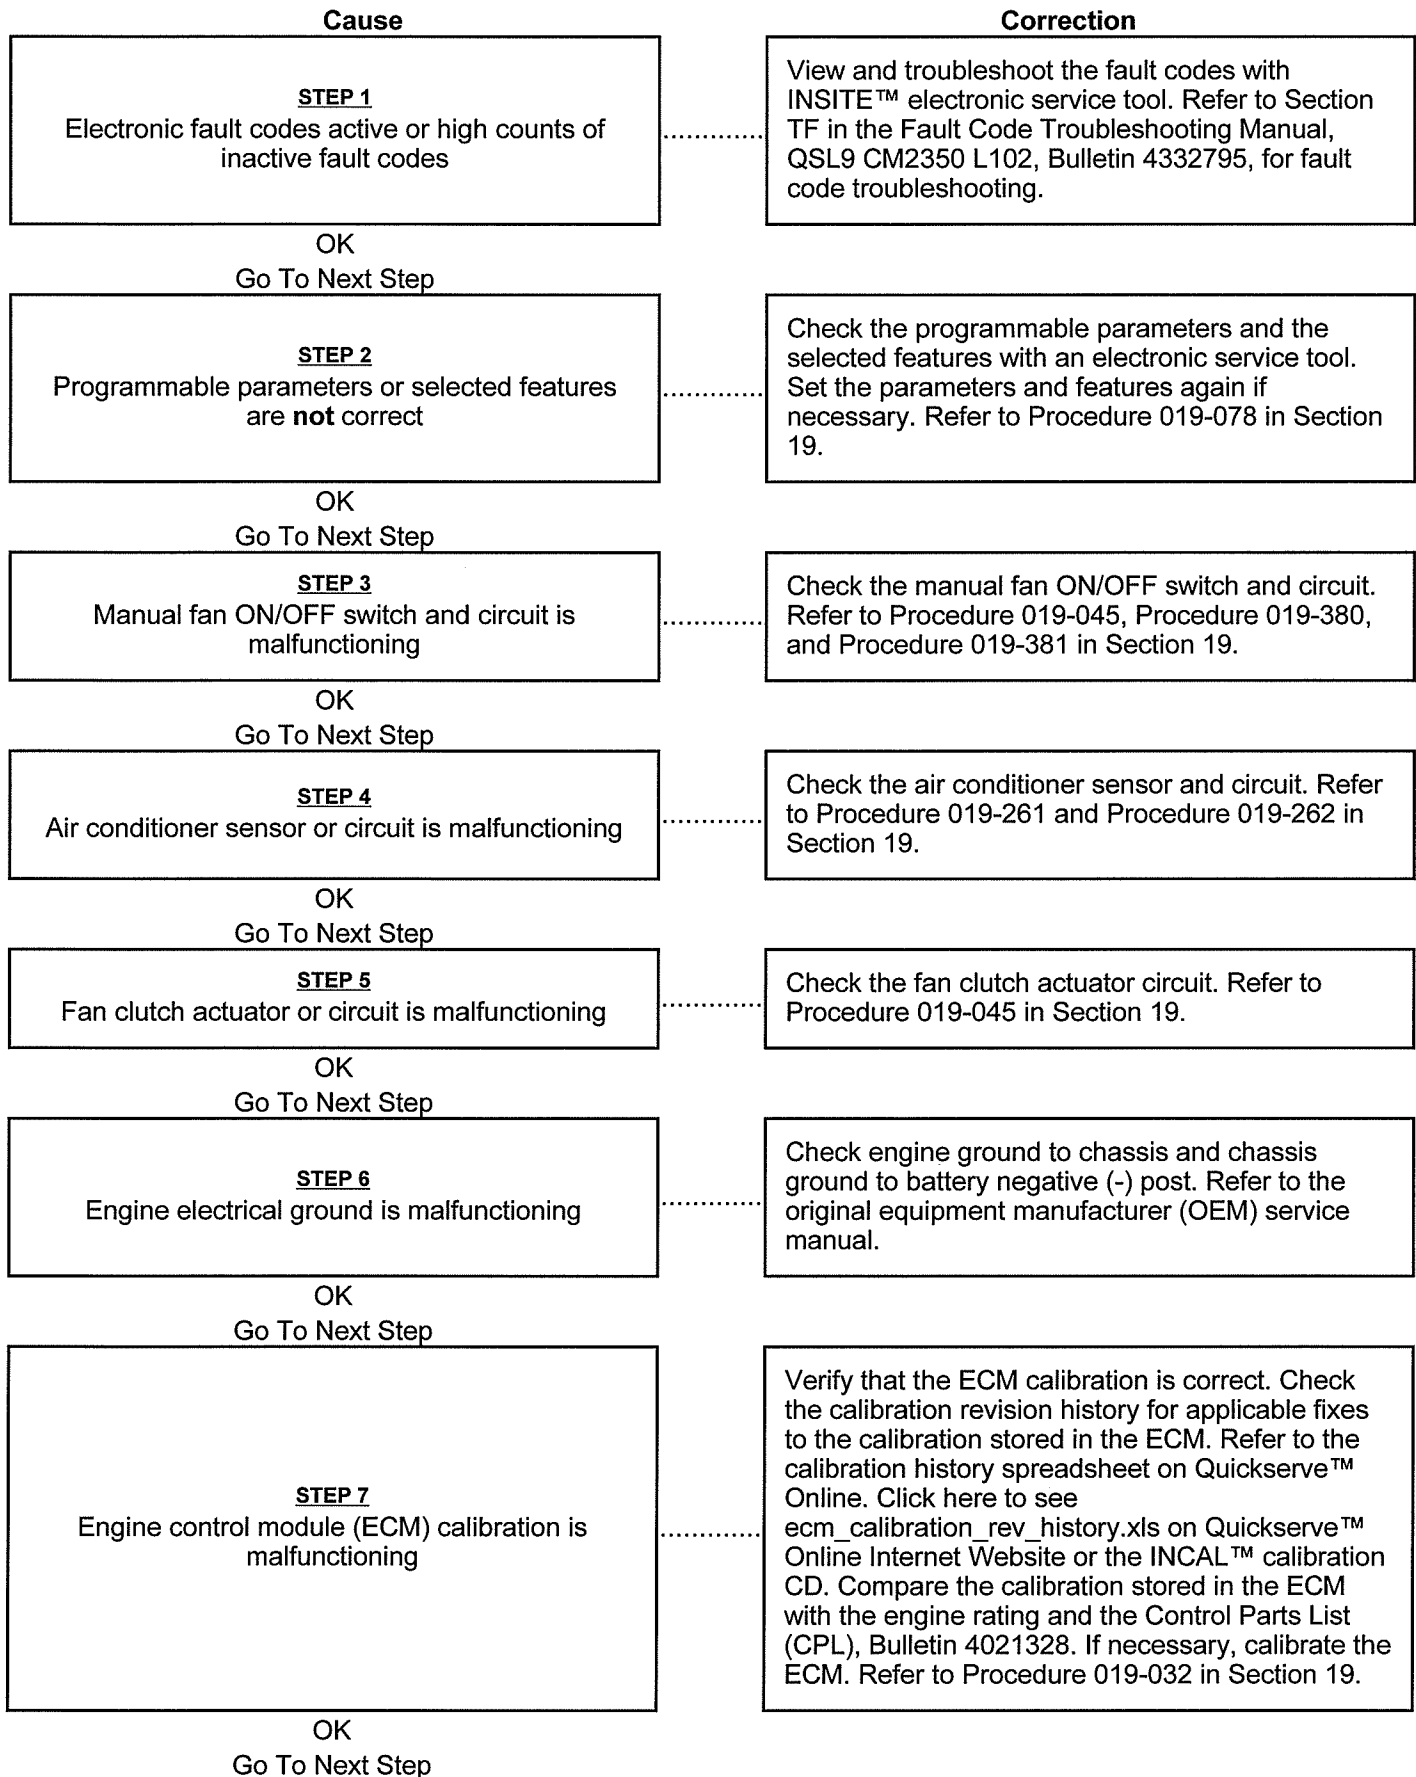 Cause
Correction
STEP 1
Electronic fault codes active or high counts of
inactive fault codes
View and troubleshoot the fault codes with
INSITE™ electronic service tool. Refer to Section
TF in the Fault Code Troubleshooting Manual,
QSL9 CM2350 L102, Bulletin 4332795, for fault
code troubleshooting.
OK
Go To Next Step
STEP 2
Programmable parameters or selected features
are not correct
Check the programmable parameters and the
selected features with an electronic service tool.
Set the parameters and features again if
necessary. Refer to Procedure 019-078 in Section
19.
OK
Go To Next Step
STEP 3
Manual fan ON/OFF switch and circuit is
malfunctioning
Check the manual fan ON/OFF switch and circuit.
Refer to Procedure 019-045, Procedure 019-380,
and Procedure 019-381 in Section 19.
OK
Go To Next Step
STEP 4
Air conditioner sensor or circuit is malfunctioning
Check the air conditioner sensor and circuit. Refer
to Procedure 019-261 and Procedure 019-262 in
Section 19.
OK
Go To Next Step
STEP 5
Fan clutch actuator or circuit is malfunctioning
Check the fan clutch actuator circuit. Refer to
Procedure 019-045 in Section 19.
OK
Go To Next Step
STEP 6
Engine electrical ground is malfunctioning
Check engine ground to chassis and chassis
ground to battery negative (-) post. Refer to the
original equipment manufacturer (OEM) service
manual.
OK
Go To Next Step
STEP 7
Engine control module (ECM) calibration is
malfunctioning
Verify that the ECM calibration is correct. Check
the calibration revision history for applicable fixes
to the calibration stored in the ECM. Refer to the
calibration history spreadsheet on Quickserve™
Online. Click here to see
ecm_calibration_rev_history.xls on Quickserve™
Online Internet Website or the INCAL™ calibration
CD. Compare the calibration stored in the ECM
with the engine rating and the Control Parts List
(CPL), Bulletin 4021328. If necessary, calibrate the
ECM. Refer to Procedure 019-032 in Section 19.
OK
Go To Next Step